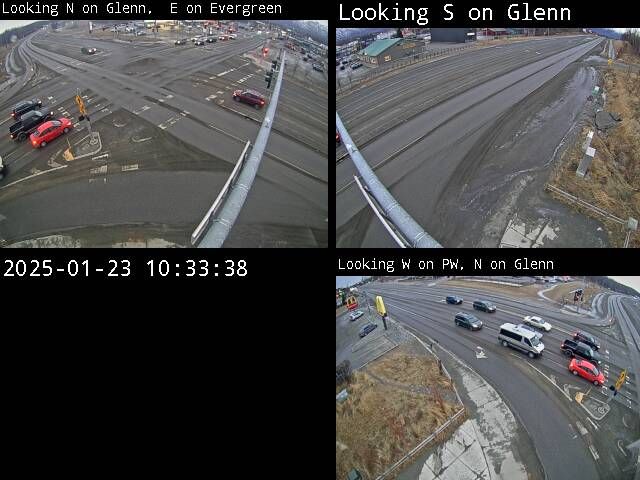 Looking N on Glenn,  E on Evergreen
Looking S on Glenn
2025-01-23 10:33:38
Looking W on PW, N on Glenn